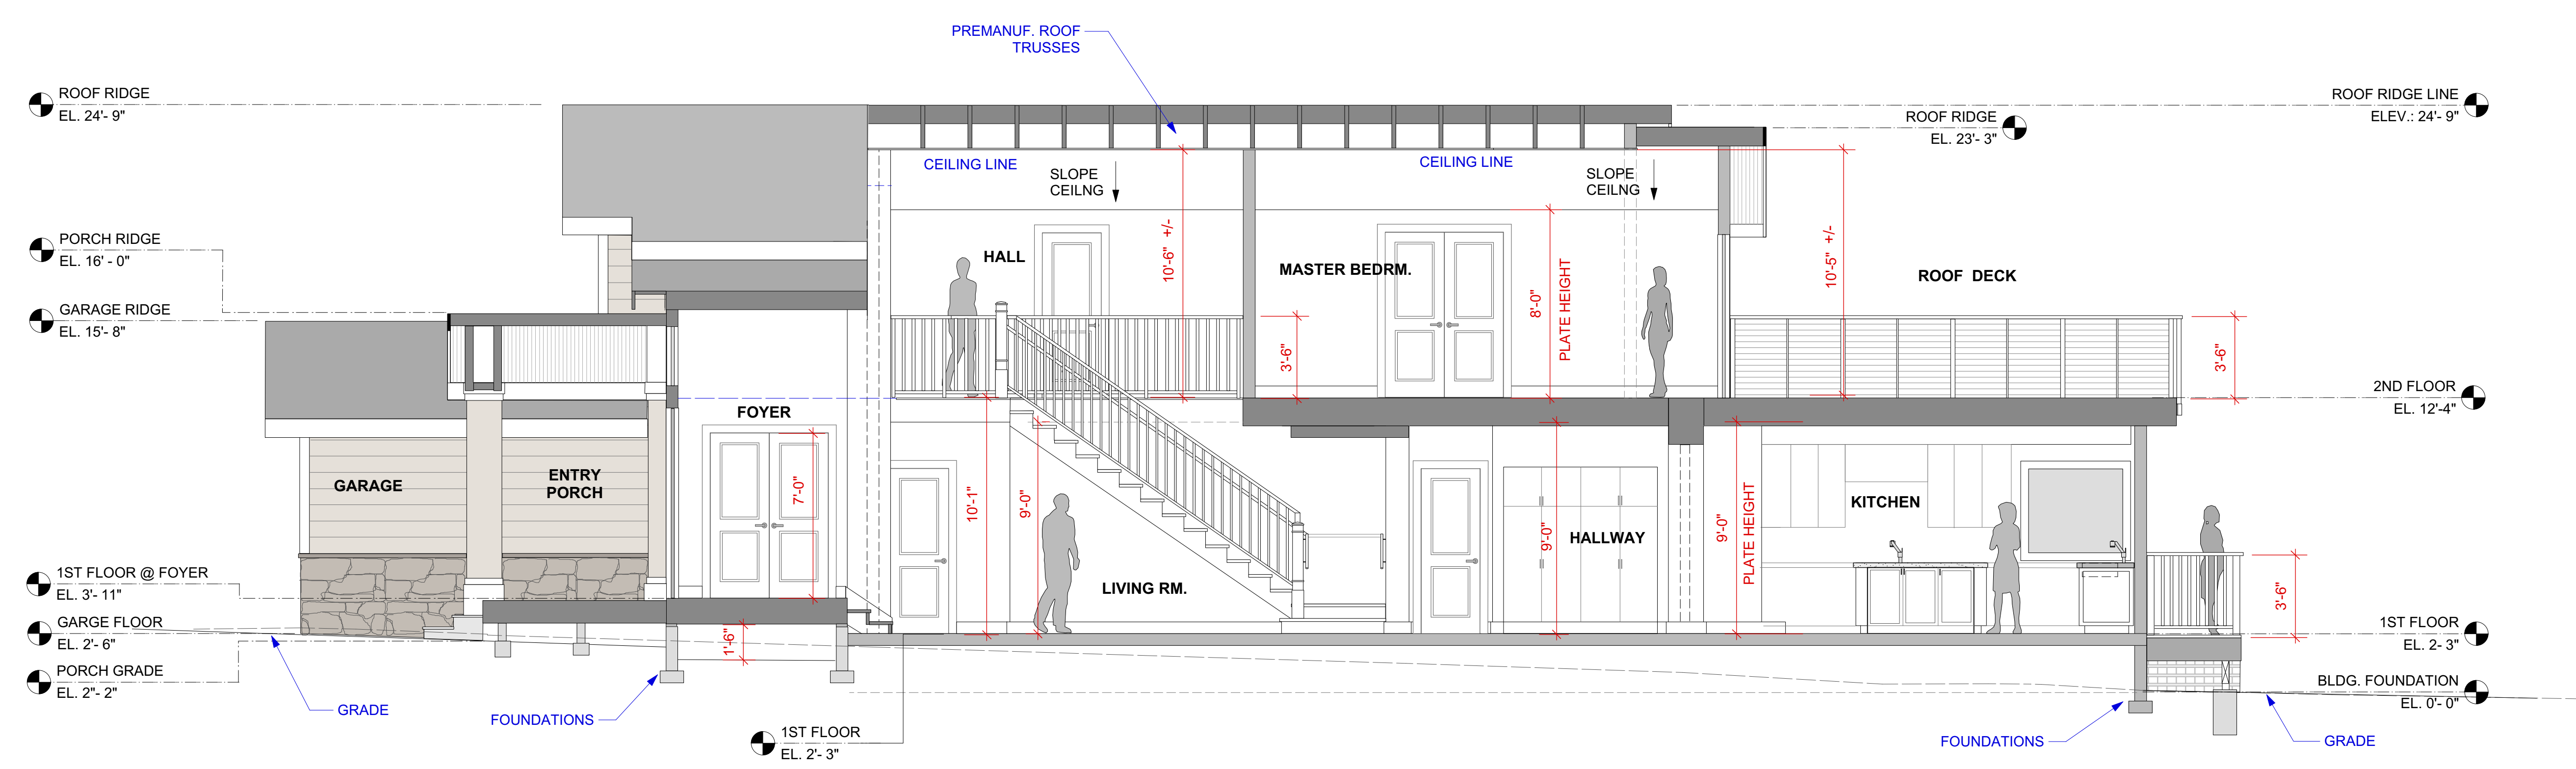 PREMANUF. ROOF
TRUSSES
ROOF RIDGE
EL. 24'- 9"
ROOF RIDGE LINE
ELEV.: 24'- 9"
ROOF RIDGE
EL. 23'- 3"
CEILING LINE
SLOPE
CEILNG
CEILING LINE
SLOPE
CEILNG
PORCH RIDGE
EL. 16' - 0"
HALL
10'-6" +/-
MASTER BEDRM.
8'-0"
PLATE HEIGHT
10'-5" +/-
ROOF DECK
GARAGE RIDGE
EL. 15'- 8"
3'-6"
3'-6"
2ND FLOOR
EL. 12'-4"
FOYER
GARAGE
ENTRY
PORCH
7'-0"
10'-1"
9'-0"
9'-0"
HALLWAY
9'-0"
PLATE HEIGHT
KITCHEN
LIVING RM.
3'-6"
1ST FLOOR @ FOYER
EL. 3'- 11"
GARGE FLOOR
EL. 2'- 6"
1'-6"
1ST FLOOR
EL. 2- 3"
PORCH GRADE
EL. 2"- 2"
BLDG. FOUNDATION
EL. 0'- 0"
GRADE
FOUNDATIONS
1ST FLOOR
EL. 2'- 3"
FOUNDATIONS
GRADE